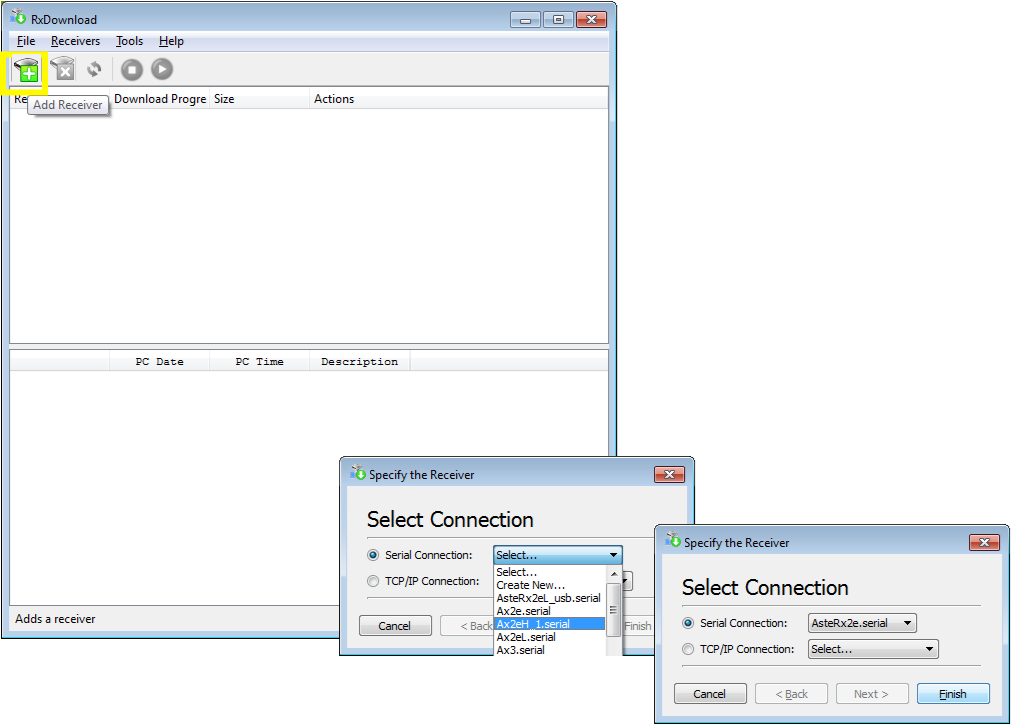 RxDownload
File Receivers Tools Help
Re
Add Receiver
Download Progre Size Actions
PC Date PC Time Description
Adds a receiver
Specify the Receiver
Select Connection
Serial Connection: Select...
Select...
Create New...
AsteRx2eL_usb.serial
TCP/IP Connection:
Ax2e.serial
Ax2eH_1.serial
Ax2eL.serial
Ax3.serial
Cancel < Back Finish
Specify the Receiver
Select Connection
Serial Connection: AsteRx2e.serial
TCP/IP Connection: Select...
Cancel < Back Next > Finish